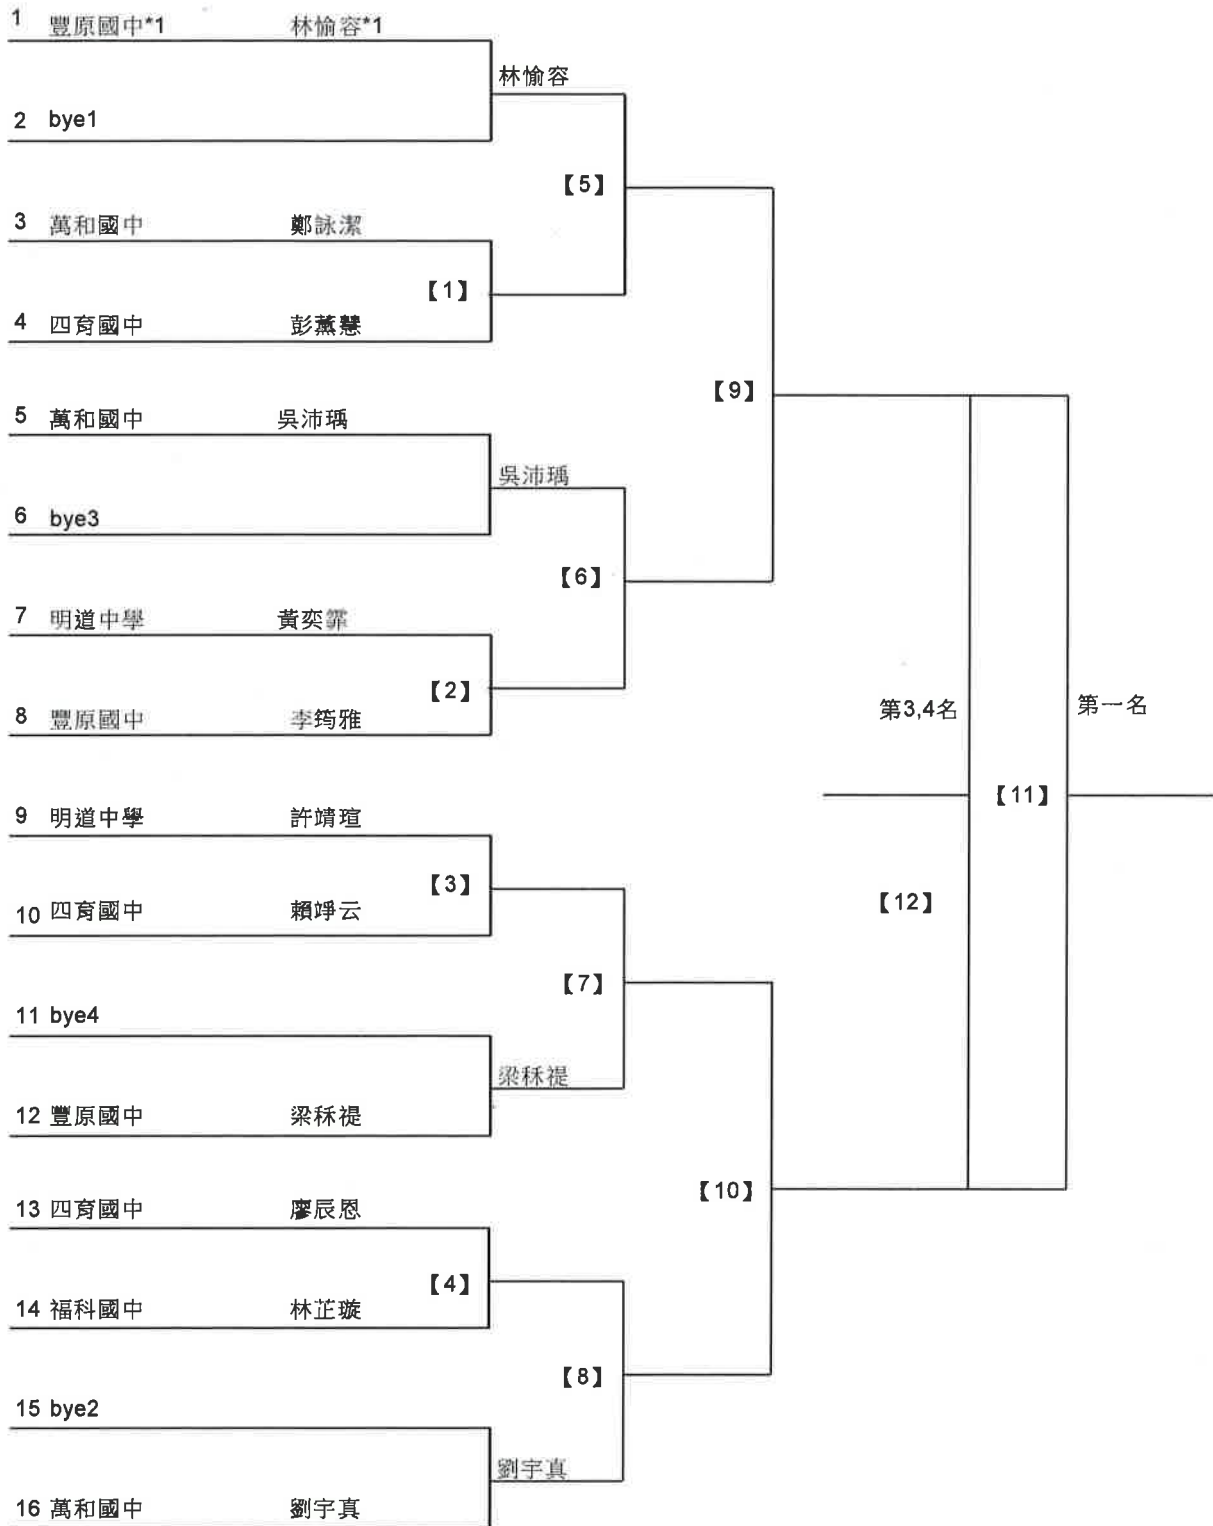 1 豐原國中*1 林愉容*1
林愉容
2 bye1
【5】
3 萬和國中 鄭詠潔
【1】
4 四育國中 彭薰慧
【9】
5 萬和國中 吳沛瑀
吳沛瑀
6 bye3
【6】
7 明道中學 黃奕霏
【2】
8 豐原國中 李筠雅
第3,4名 第一名
【11】
9 明道中學 許靖瑄
【3】
10 四育國中 賴竫云
【12】
【7】
11 bye4
梁秝禔
12 豐原國中 梁秝禔
【10】
13 四育國中 廖辰恩
【4】
14 福科國中 林芷璇
【8】
15 bye2
劉宇真
16 萬和國中 劉宇真